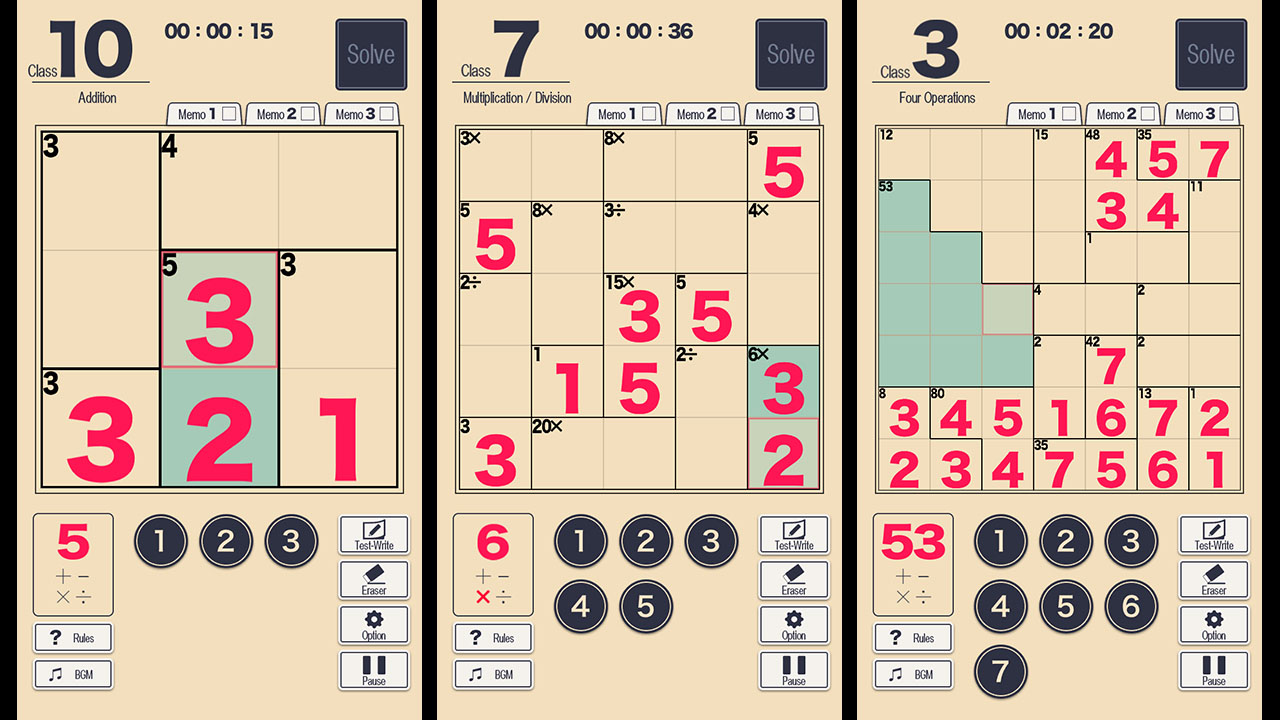 Class 10
00 : 00 : 15
Solve
Addition
Memo 1
Memo 2
Memo 3
3 4
5 3
3
3
3 2 1
5
+ −
× ÷
1 2 3
Test-Write
Eraser
Option
Pause
? Rules
BGM
Class 7
00 : 00 : 36
Solve
Multiplication / Division
Memo 1
Memo 2
Memo 3
3× 8× 5
5
5 8× 3÷ 4×
5
2÷ 15× 5
3 5
1 2÷ 6×
1 5 3
3 20×
3 2
6
+ −
× ÷
1 2 3
4 5
Test-Write
Eraser
Option
Pause
? Rules
BGM
Class 3
00 : 02 : 20
Solve
Four Operations
Memo 1
Memo 2
Memo 3
12 15 48 35
4 5 7
53 11
3 4
1
4 2
2 42 2
7
8 80 13 1
3 4 5 1 6 7 2
35
2 3 4 7 5 6 1
53
+ −
× ÷
1 2 3
4 5 6
7
Test-Write
Eraser
Option
Pause
? Rules
BGM